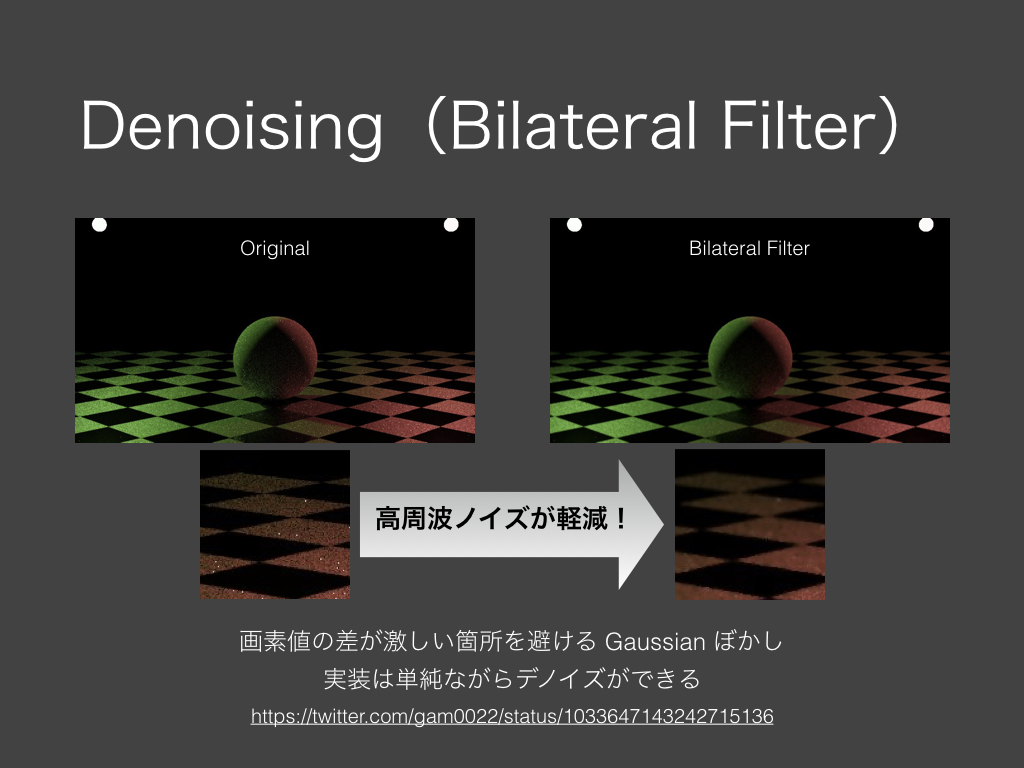 Denoising（Bilateral Filter）
Original
Bilateral Filter
高周波ノイズが軽減！
画素値の差が激しい箇所を避ける Gaussian ぼかし
実装は単純ながらデノイズができる
https://twitter.com/gam0022/status/1033647143242715136